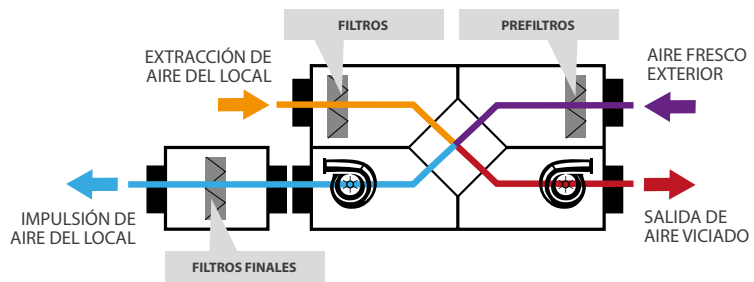 FILTROS
PREFILTROS
EXTRACCIÓN DE
AIRE DEL LOCAL
AIRE FRESCO
EXTERIOR
IMPULSIÓN DE
AIRE DEL LOCAL
SALIDA DE
AIRE VICIADO
FILTROS FINALES